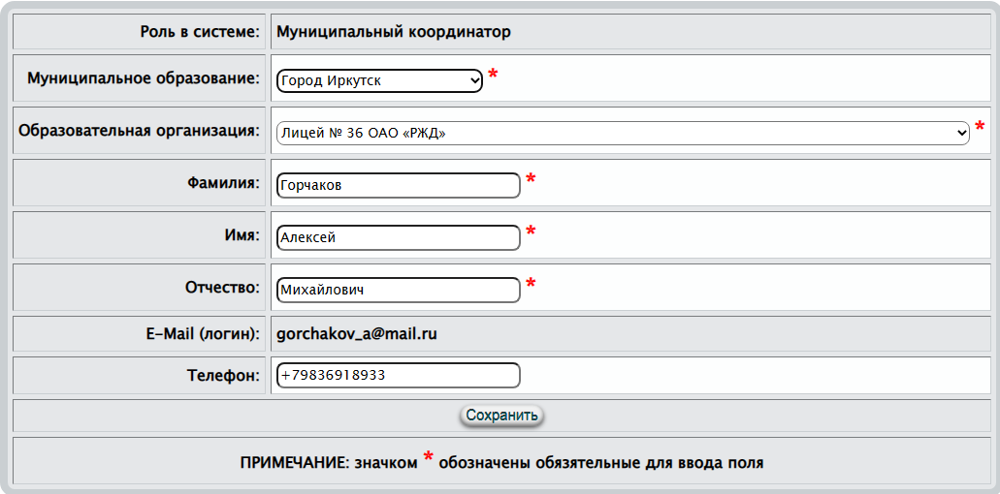 Роль в системе: Муниципальный координатор
Муниципальное образование: Город Иркутск *
Образовательная организация: Лицей № 36 ОАО «РЖД» *
Фамилия: Горчаков *
Имя: Алексей *
Отчество: Михайлович *
E-Mail (логин): gorchakov_a@mail.ru
Телефон: +79836918933
Сохранить
ПРИМЕЧАНИЕ: значком * обозначены обязятельные для ввода поля